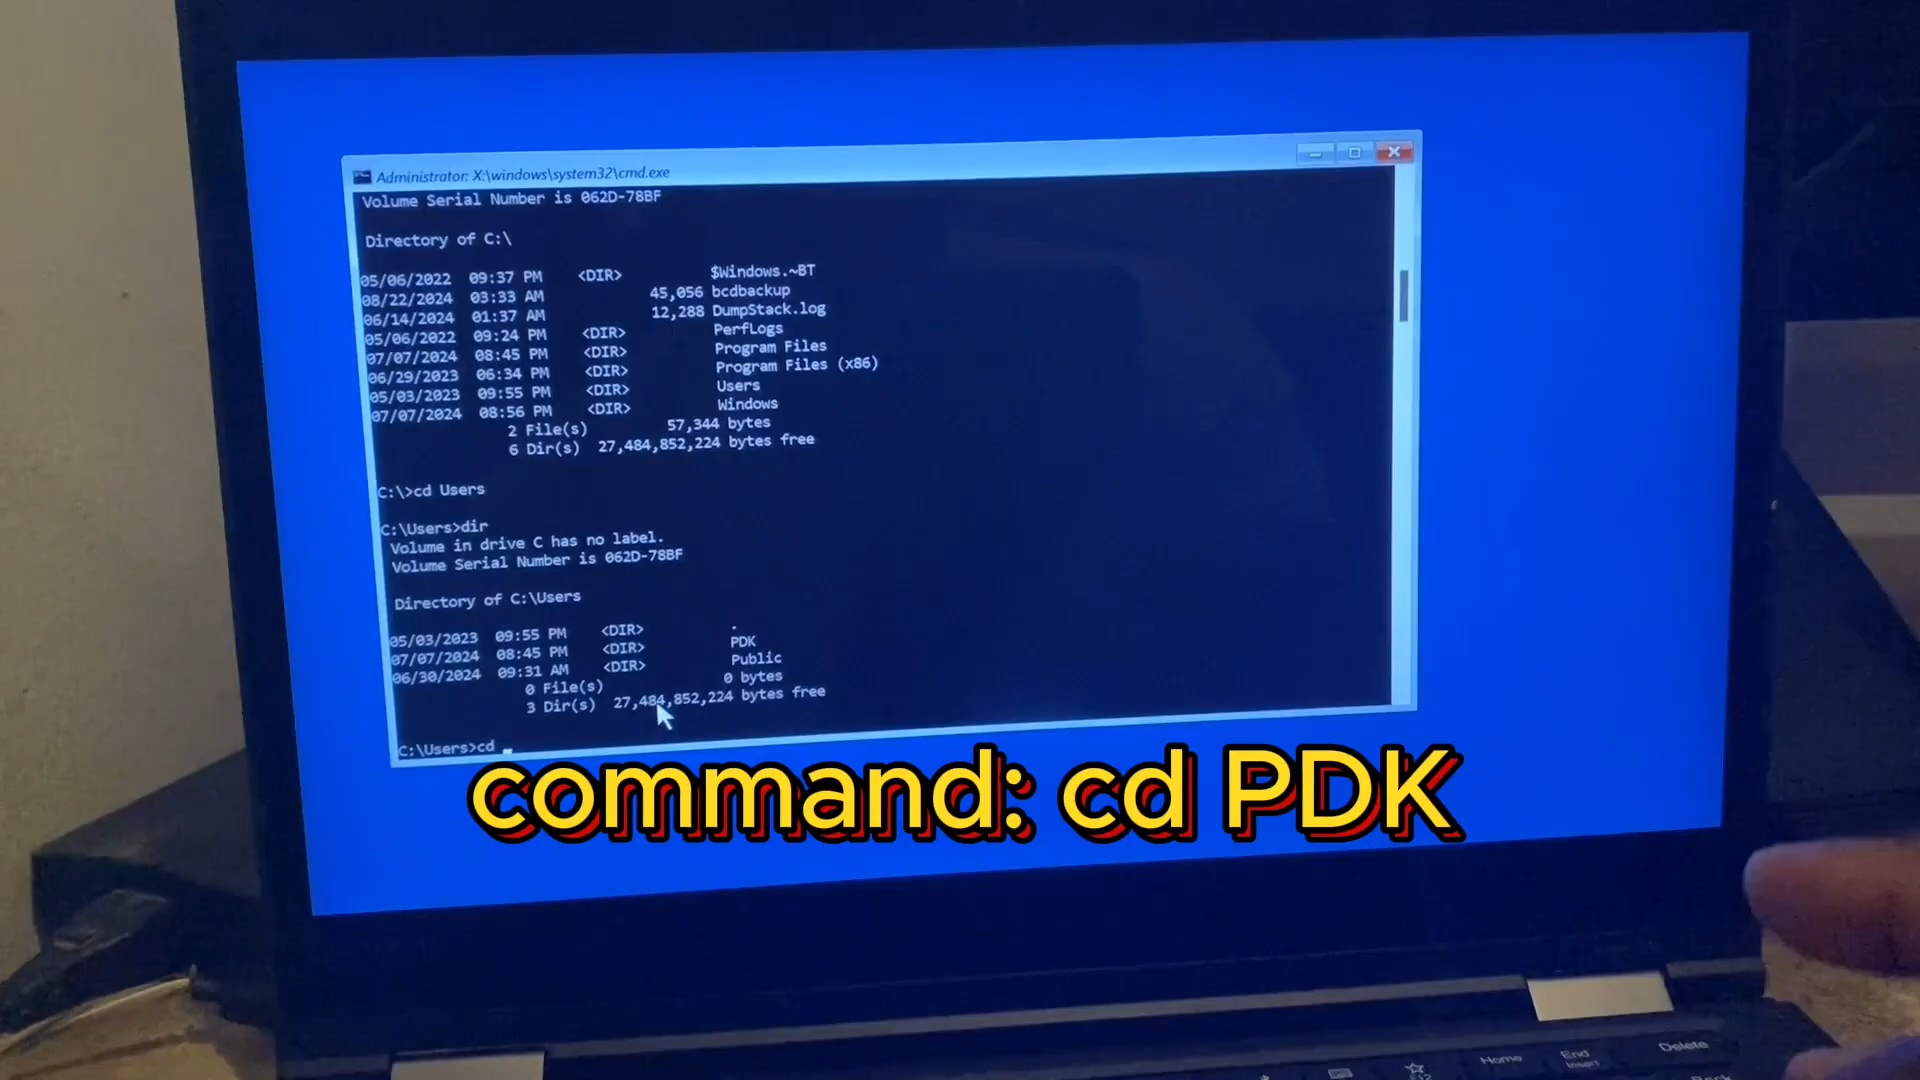 Administrator: X:\windows\system32\cmd.exe
Volume Serial Number is 062D-78BF
Directory of C:\
05/06/2022 09:37 PM <DIR> $Windows.~BT
08/22/2024 03:33 AM 45,056 bcdbackup
06/14/2024 01:37 AM 12,288 DumpStack.log
05/06/2022 09:24 PM <DIR> PerfLogs
07/07/2024 08:45 PM <DIR> Program Files
06/29/2023 06:34 PM <DIR> Program Files (x86)
05/03/2023 09:55 PM <DIR> Users
07/07/2024 08:56 PM <DIR> Windows
2 File(s) 57,344 bytes
6 Dir(s) 27,484,852,224 bytes free
C:\>cd Users
C:\Users>dir
Volume in drive C has no label.
Volume Serial Number is 062D-78BF
Directory of C:\Users
05/03/2023 09:55 PM <DIR> .
07/07/2024 08:45 PM <DIR> PDK
06/30/2024 09:31 AM <DIR> Public
0 File(s) 0 bytes
3 Dir(s) 27,484,852,224 bytes free
C:\Users>cd _
command: cd PDK
Home End Delete
F12 Insert